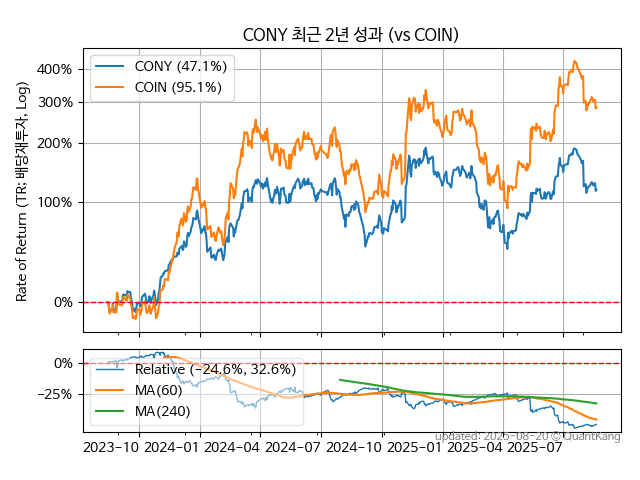 CONY 최근 2년 성과 (vs COIN)
Rate of Return (TR: 배당재투자, Log)
400%
300%
200%
100%
0%
CONY (47.1%)
COIN (95.1%)
0%
−25%
Relative (−24.6%, 32.6%)
MA(60)
MA(240)
updated: 2025-08-20 © QuantKang
2023-10 2024-01 2024-04 2024-07 2024-10 2025-01 2025-04 2025-07